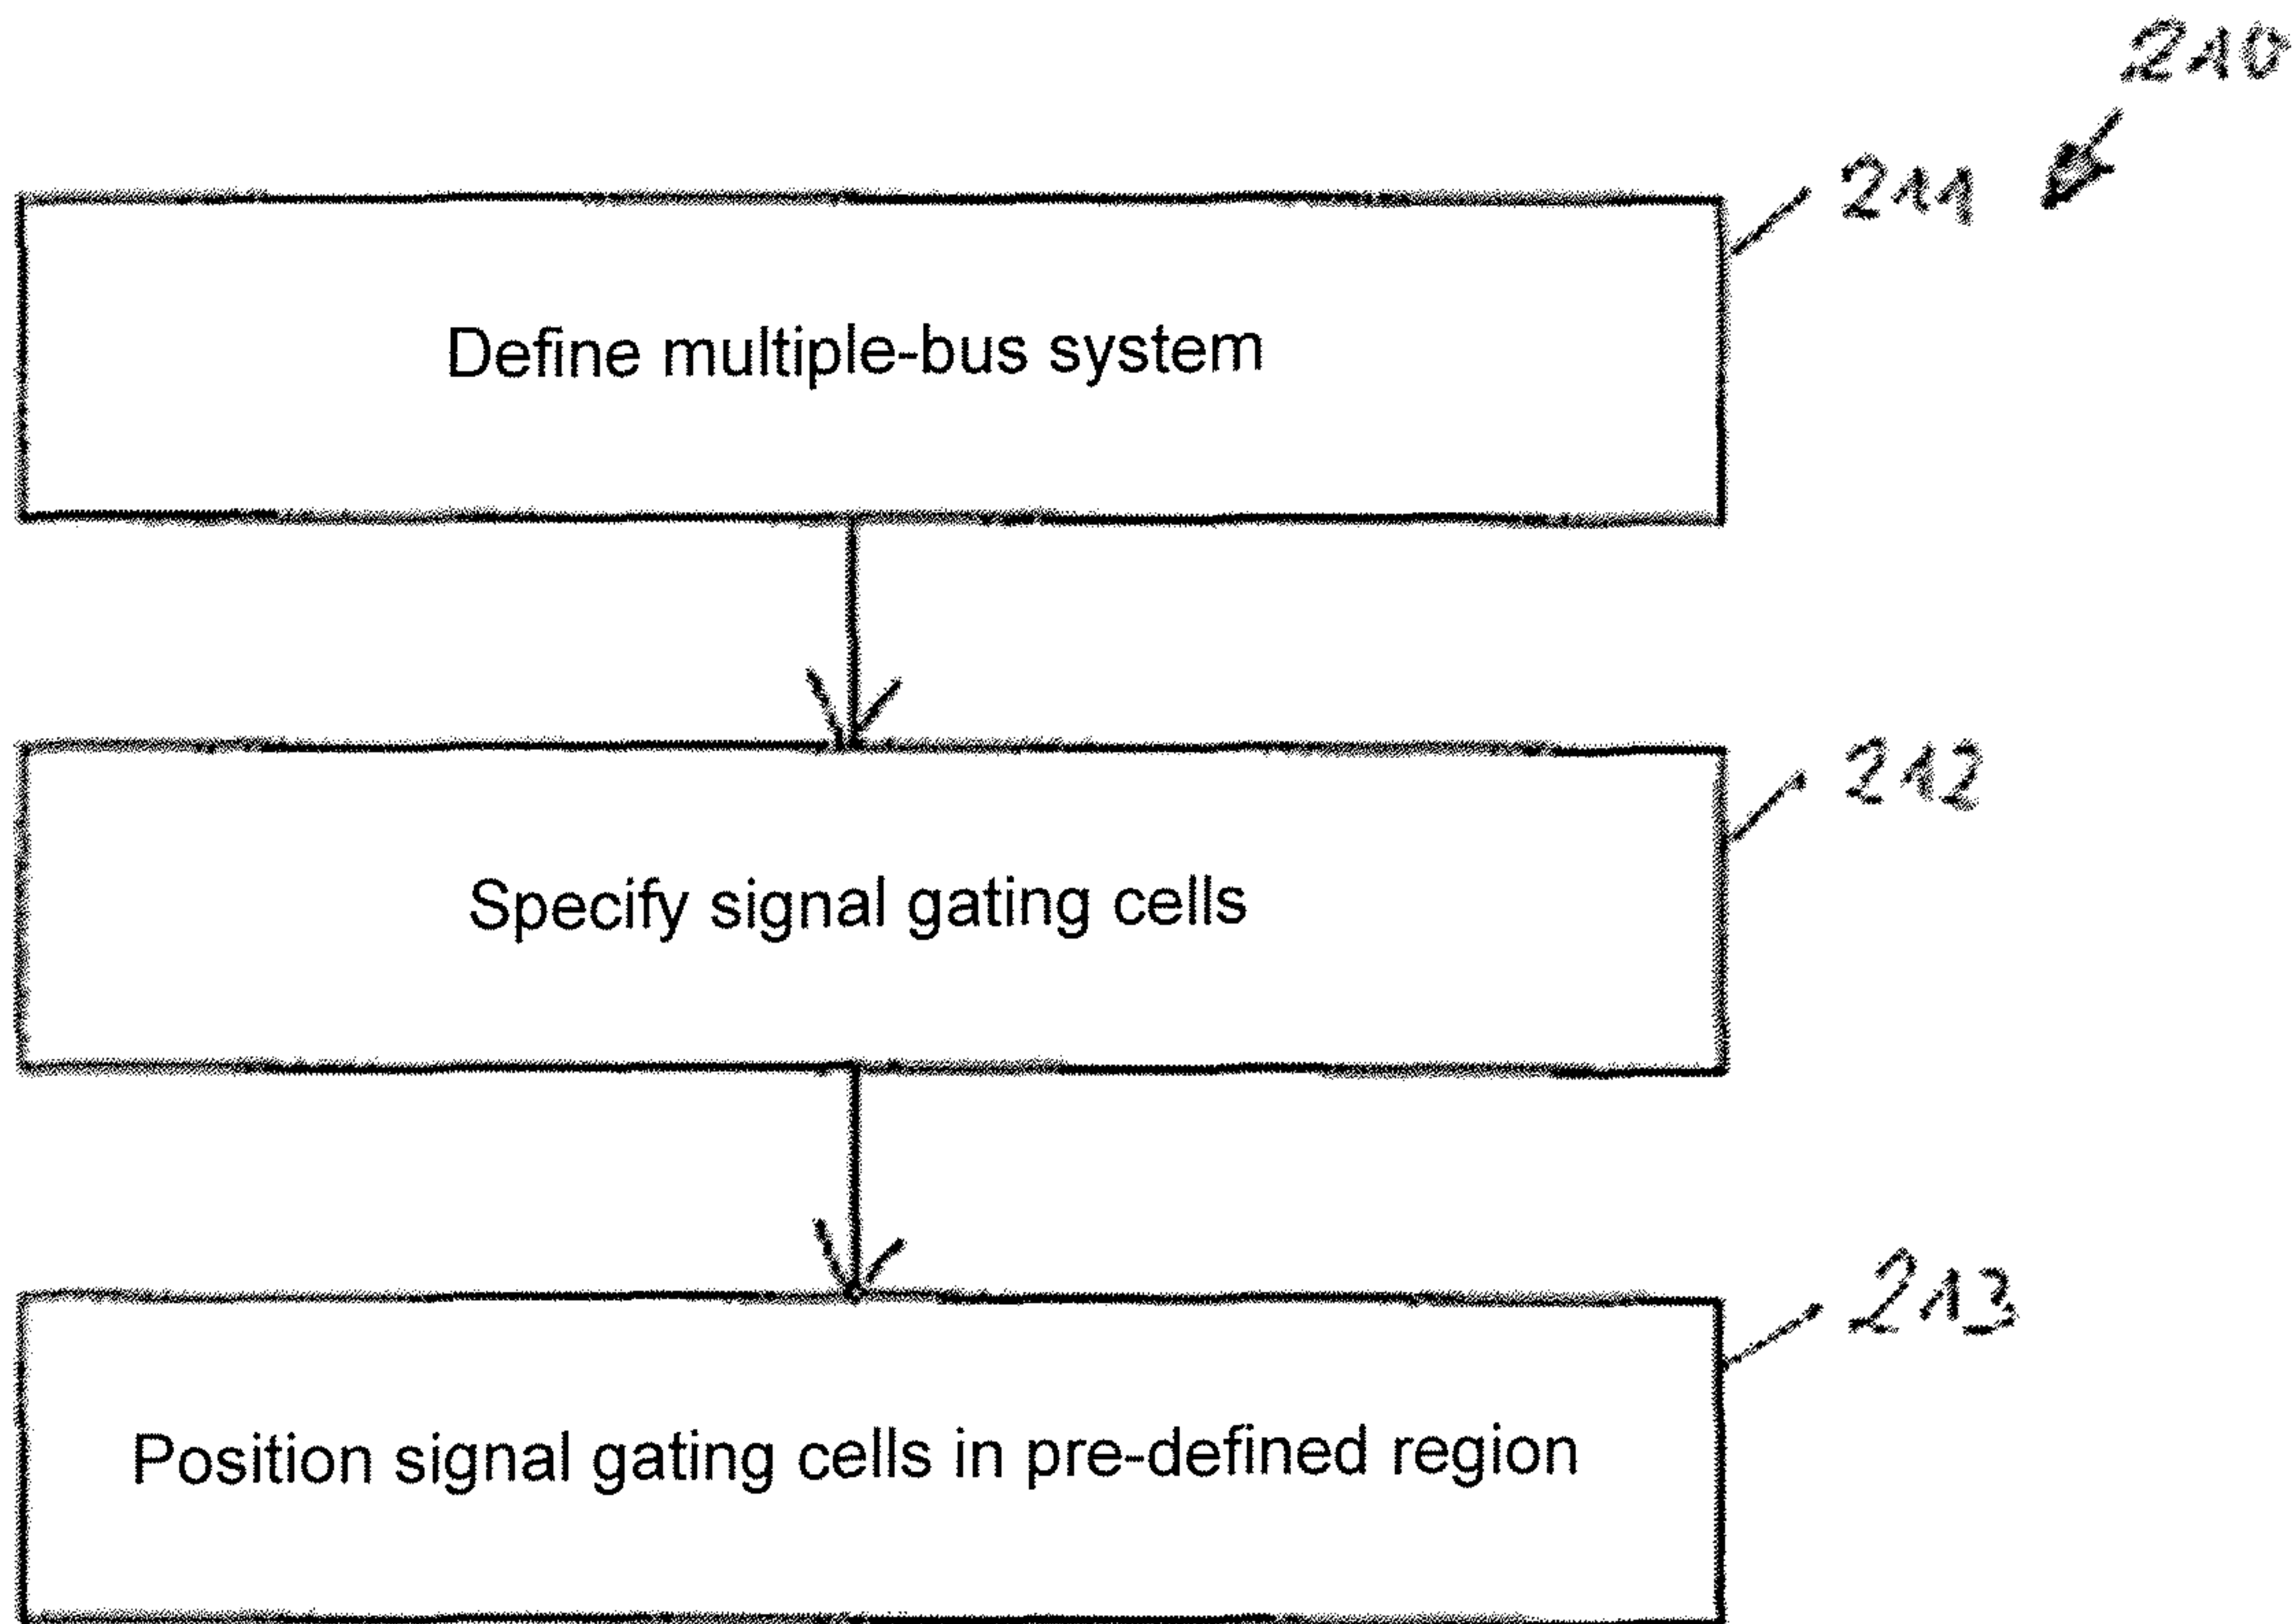 210
211
Define multiple-bus system
212
Specify signal gating cells
213
Position signal gating cells in pre-defined region